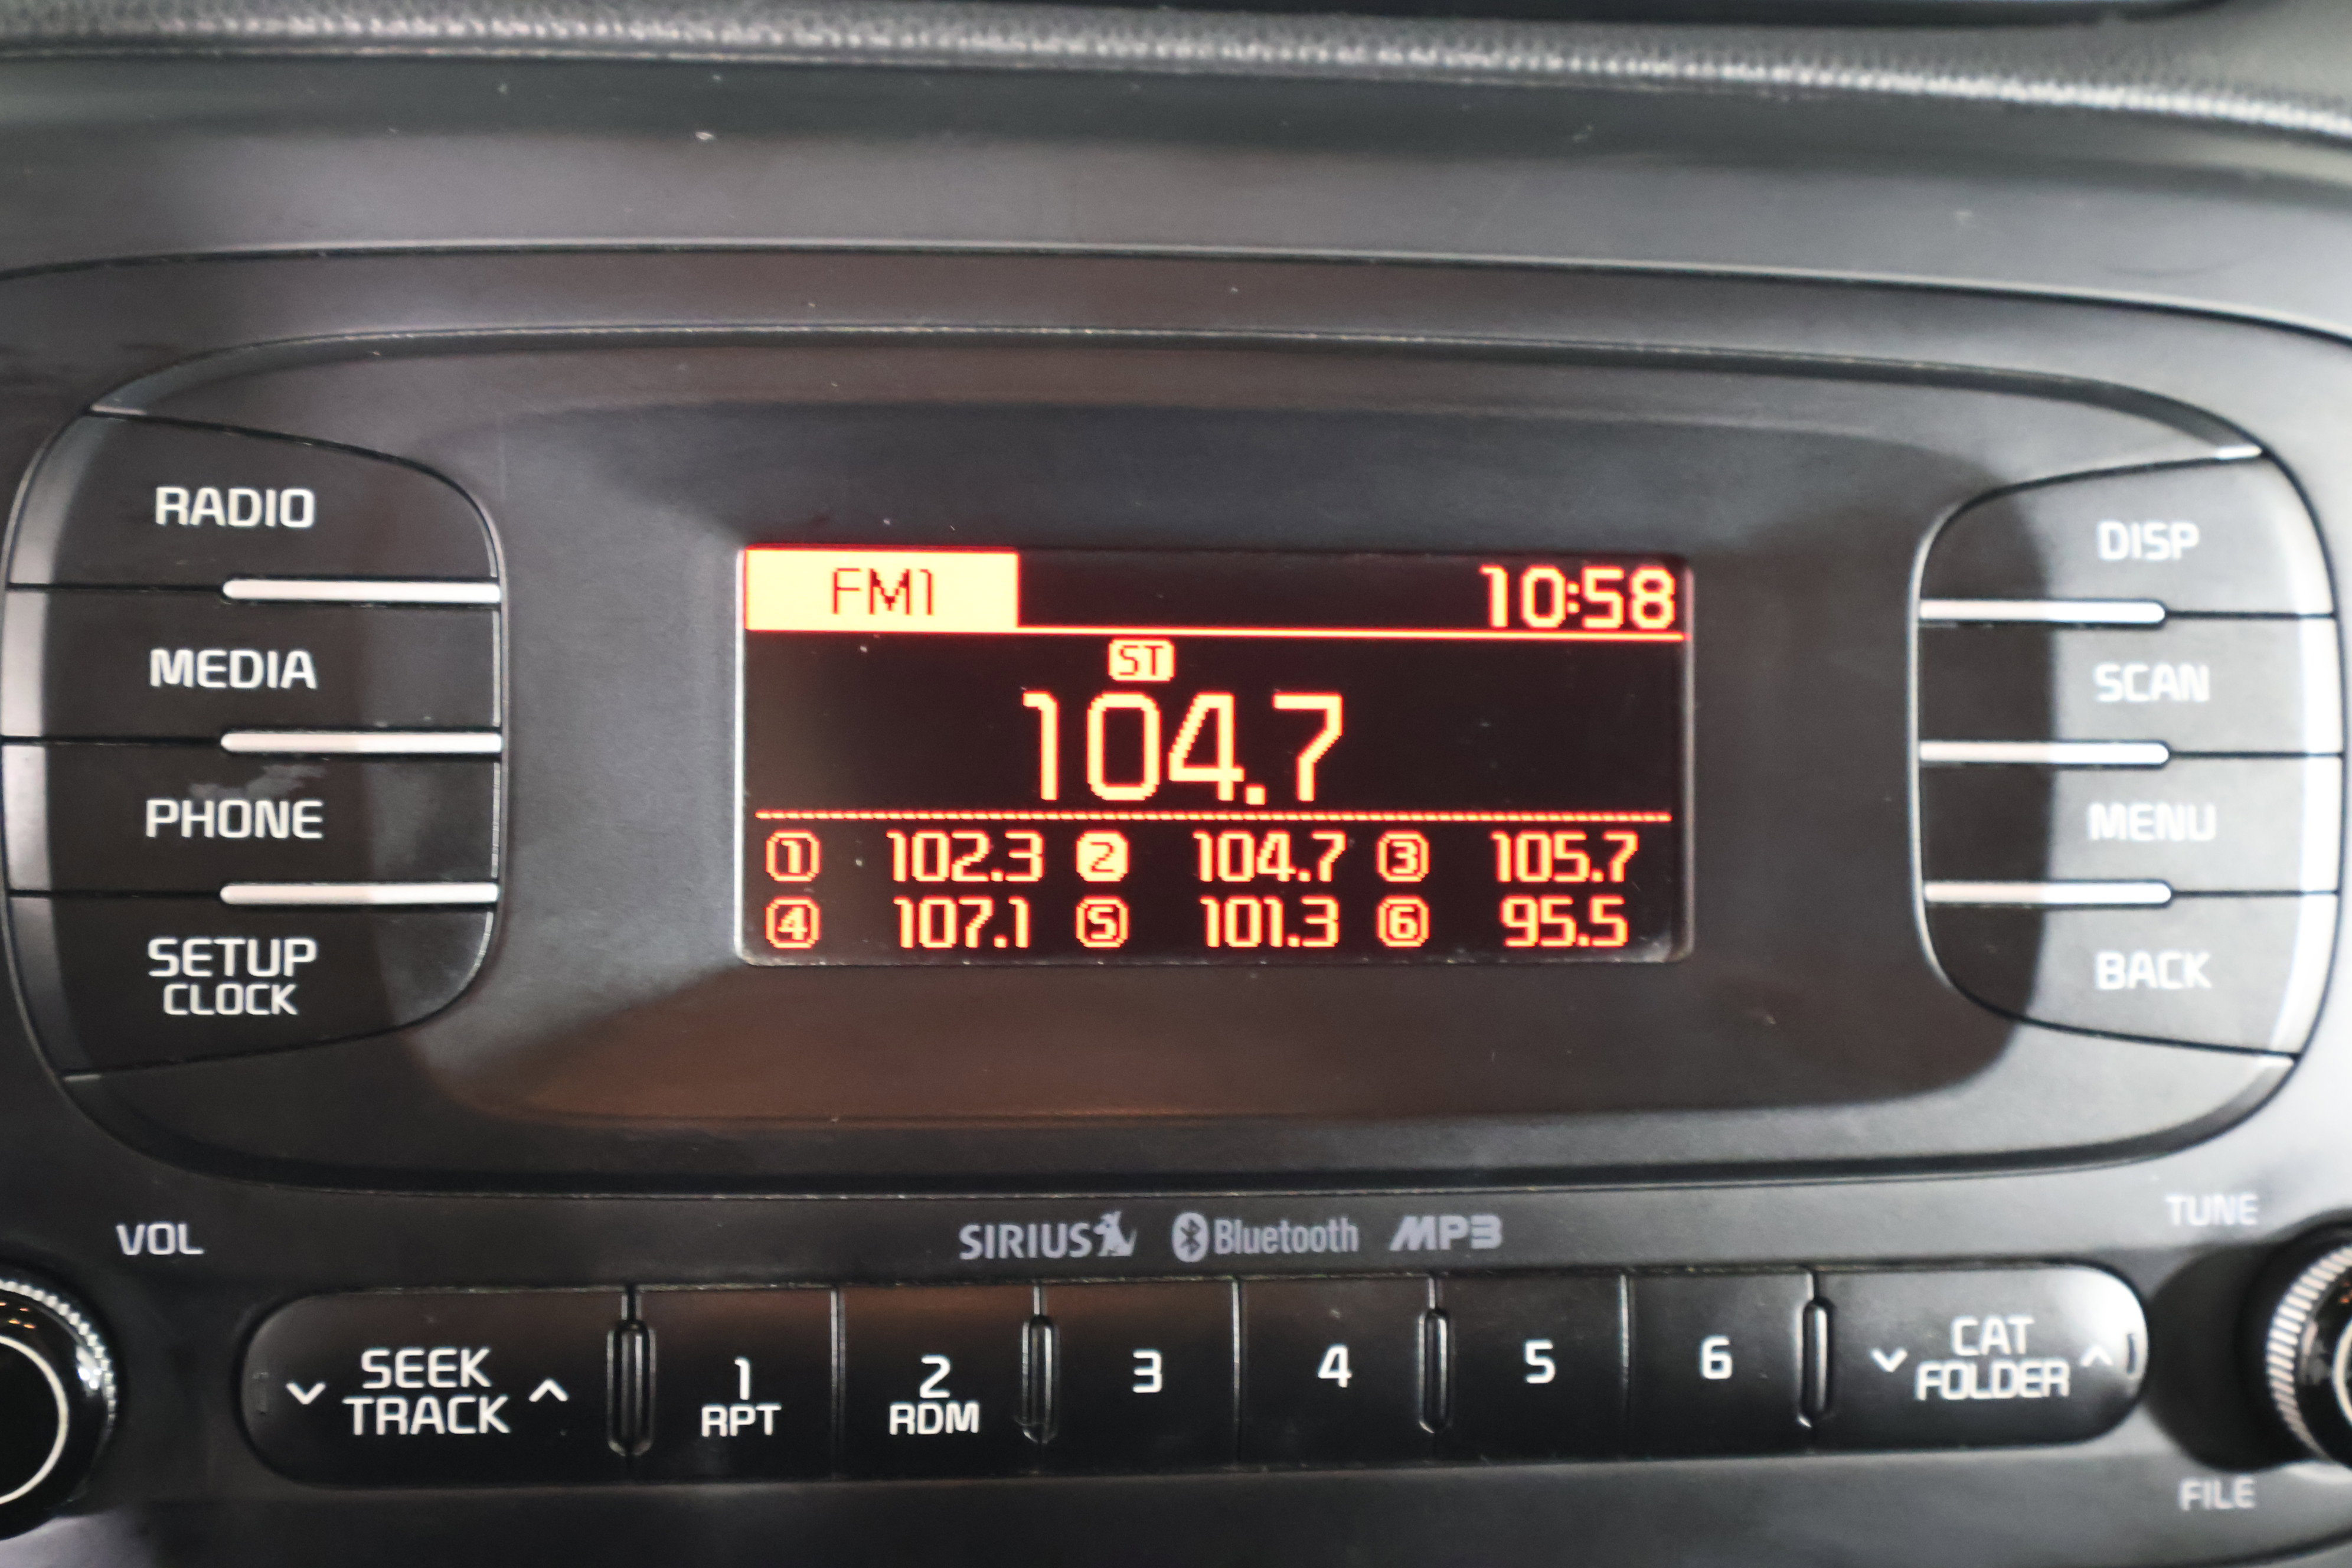 RADIO
MEDIA
PHONE
SETUP
CLOCK
FM1 10:58
ST
104.7
1 102.3 2 104.7 3 105.7
4 107.1 5 101.3 6 95.5
DISP
SCAN
MENU
BACK
VOL
SIRIUS Bluetooth MP3
TUNE
SEEK
TRACK
1
RPT
2
RDM
3
4
5
6
CAT
FOLDER
FILE